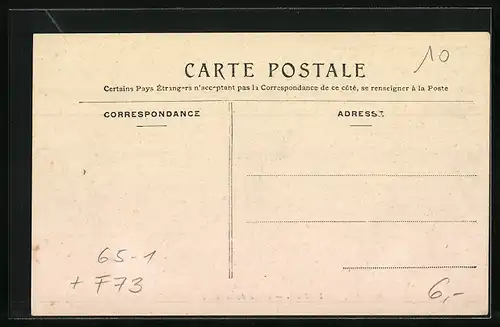 10
CARTE POSTALE
Certains Pays Étrangers n'acceptant pas la Correspondance de ce côté, se renseigner à la Poste
CORRESPONDANCE
ADRESSE
65-1
+ F73
6,-